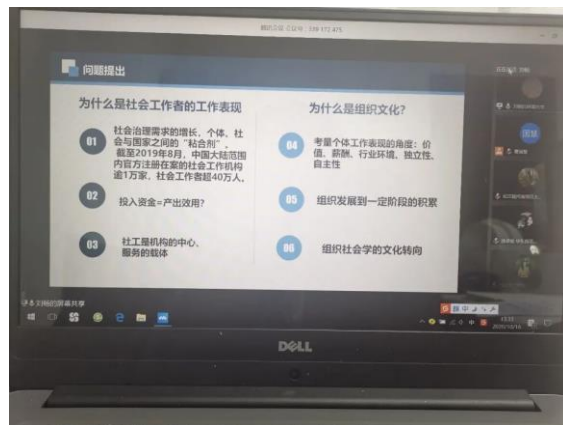 问题提出
为什么是社会工作者的工作表现
01
社会治理需求的增长，个体、社
会与国家之间的“粘合剂”。
截至2019年8月，中国大陆范围
内官方注册在案的社会工作机构
逾1万家，社会工作者超40万人。
02
投入资金=产出效用?
03
社工是机构的中心、
服务的载体
为什么是组织文化?
04
考量个体工作表现的角度：价
值、薪酬、行业环境、独立性、
自主性
05
组织发展到一定阶段的积累
06
组织社会学的文化转向
DELL